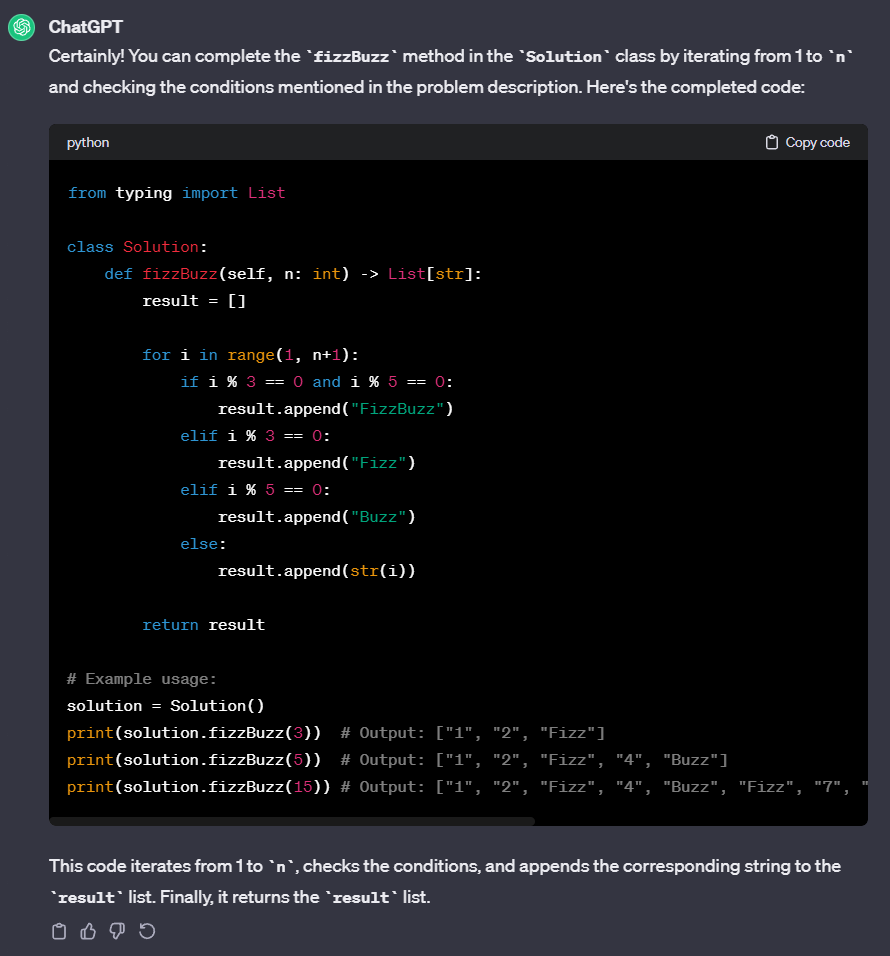 ChatGPT
Certainly! You can complete the `fizzBuzz` method in the `Solution` class by iterating from 1 to `n`
and checking the conditions mentioned in the problem description. Here's the completed code:
python
Copy code
from typing import List

class Solution:
    def fizzBuzz(self, n: int) -> List[str]:
        result = []

        for i in range(1, n+1):
            if i % 3 == 0 and i % 5 == 0:
                result.append("FizzBuzz")
            elif i % 3 == 0:
                result.append("Fizz")
            elif i % 5 == 0:
                result.append("Buzz")
            else:
                result.append(str(i))

        return result

# Example usage:
solution = Solution()
print(solution.fizzBuzz(3))  # Output: ["1", "2", "Fizz"]
print(solution.fizzBuzz(5))  # Output: ["1", "2", "Fizz", "4", "Buzz"]
print(solution.fizzBuzz(15)) # Output: ["1", "2", "Fizz", "4", "Buzz", "Fizz", "7", "
This code iterates from 1 to `n`, checks the conditions, and appends the corresponding string to the
`result` list. Finally, it returns the `result` list.